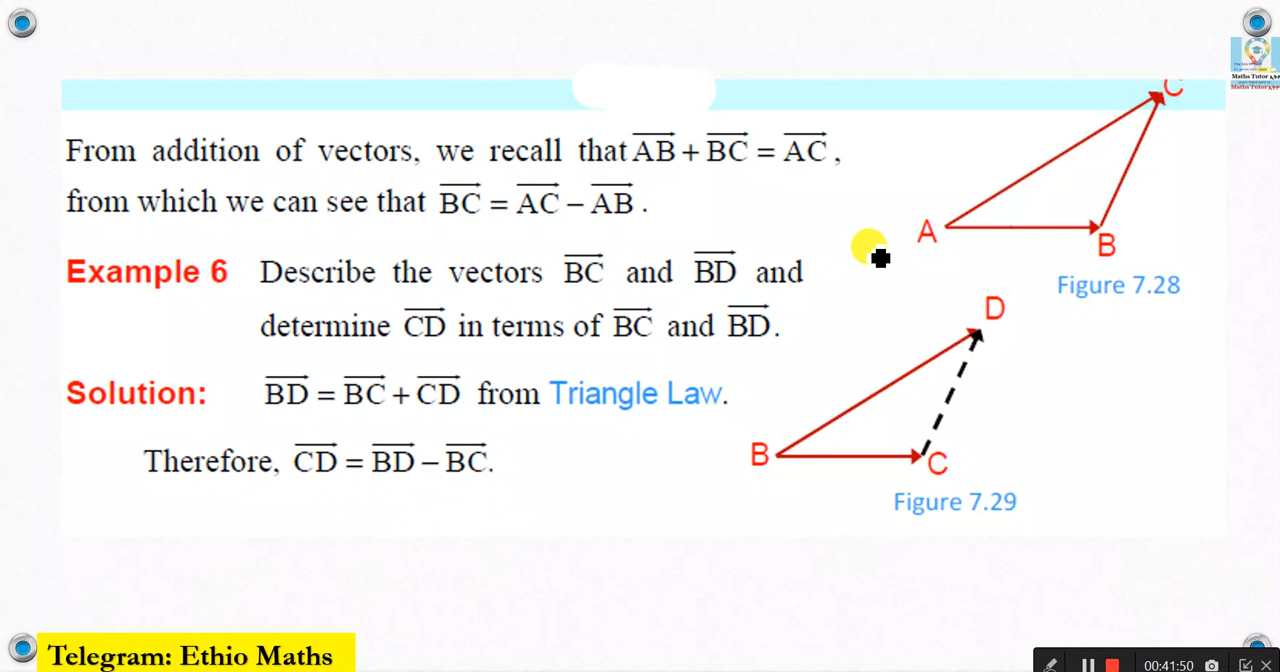 From addition of vectors, we recall that AB + BC = AC,
from which we can see that BC = AC − AB.
Example 6 Describe the vectors BC and BD and
determine CD in terms of BC and BD.
Solution: BD = BC + CD from Triangle Law.
Therefore, CD = BD − BC.
C
A
B
Figure 7.28
D
B
C
Figure 7.29
Maths Tutor
Maths Tutor
Telegram: Ethio Maths
00:41:50